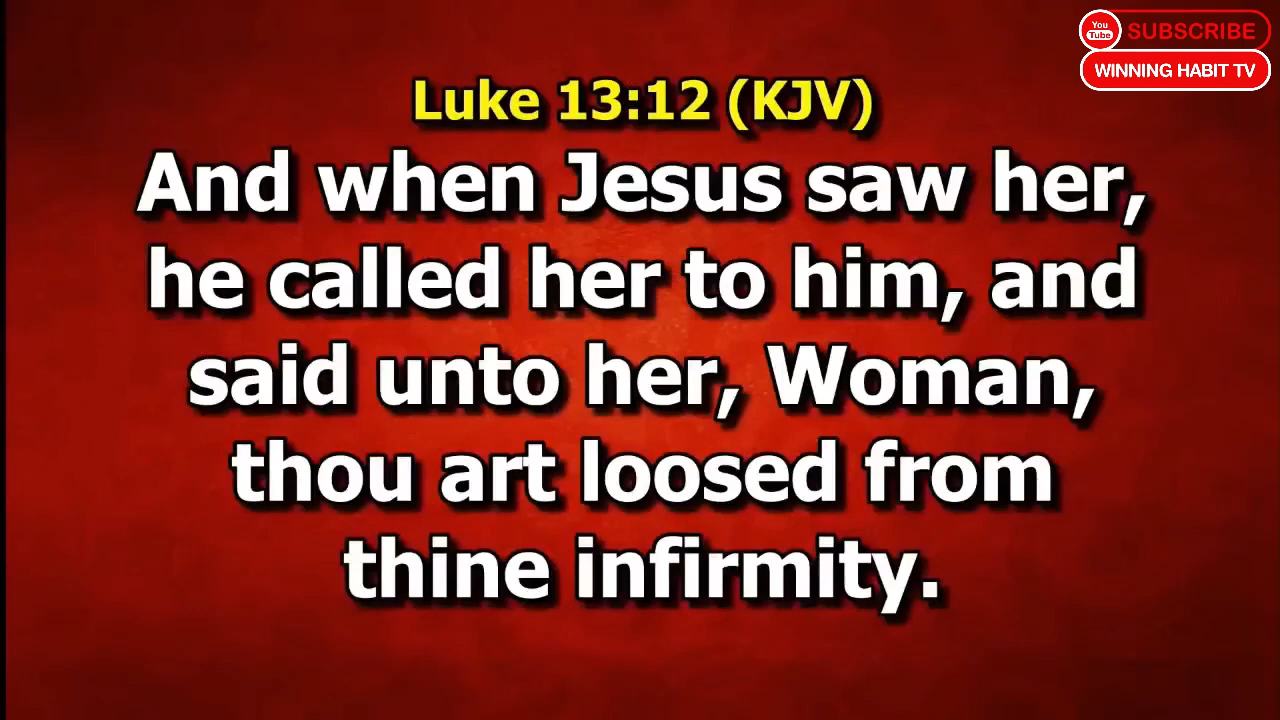 You
Tube
SUBSCRIBE
WINNING HABIT TV
Luke 13:12 (KJV)
And when Jesus saw her,
he called her to him, and
said unto her, Woman,
thou art loosed from
thine infirmity.